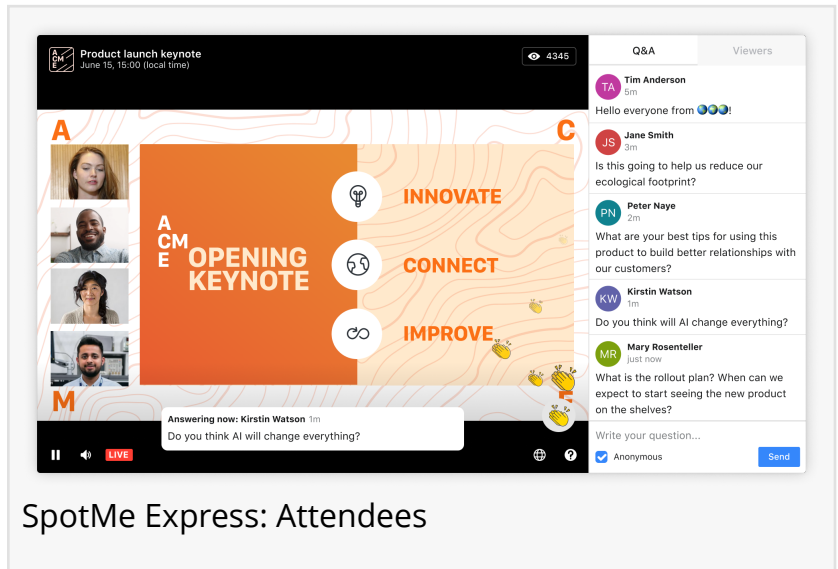 A
CM
E
Product launch keynote
June 15, 15:00 (local time)
4345
A
C
A
CM
E
OPENING
KEYNOTE
INNOVATE
CONNECT
IMPROVE
M
E
Answering now: Kirstin Watson 1m
Do you think AI will change everything?
LIVE
?
Q&A
Viewers
TA
Tim Anderson
5m
Hello everyone from 🌎🌍🌏!
JS
Jane Smith
3m
Is this going to help us reduce our
ecological footprint?
PN
Peter Naye
2m
What are your best tips for using this
product to build better relationships with
our customers?
KW
Kirstin Watson
1m
Do you think will AI change everything?
MR
Mary Rosenteller
just now
What is the rollout plan? When can we
expect to start seeing the new product
on the shelves?
Write your question...
Anonymous
Send
SpotMe Express: Attendees